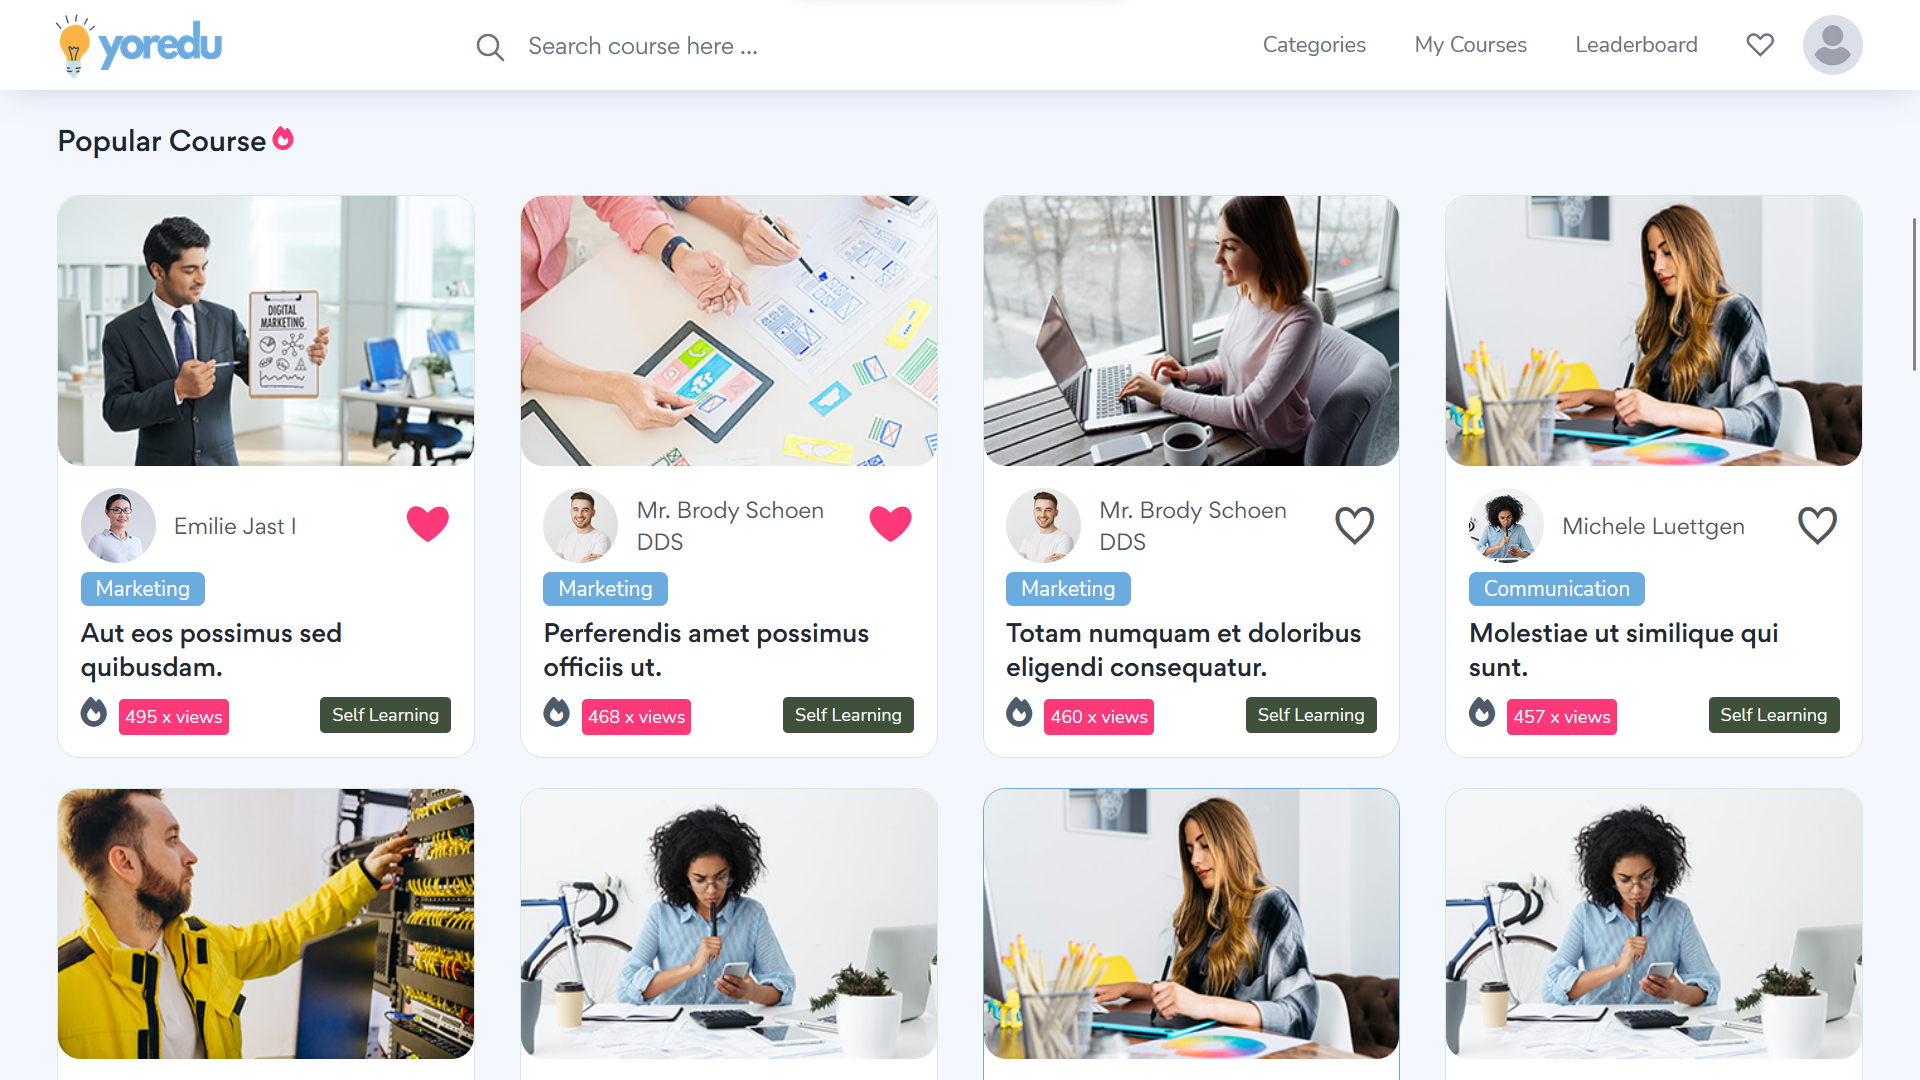 yoredu
Search course here ...
Categories
My Courses
Leaderboard
Popular Course
DIGITAL
MARKETING
Emilie Jast I
Marketing
Aut eos possimus sed
quibusdam.
495 x views
Self Learning
Mr. Brody Schoen
DDS
Marketing
Perferendis amet possimus
officiis ut.
468 x views
Self Learning
Mr. Brody Schoen
DDS
Marketing
Totam numquam et doloribus
eligendi consequatur.
460 x views
Self Learning
Michele Luettgen
Communication
Molestiae ut similique qui
sunt.
457 x views
Self Learning